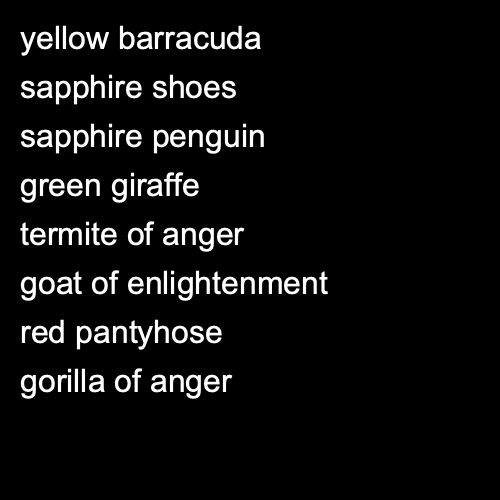 yellow barracuda
sapphire shoes
sapphire penguin
green giraffe
termite of anger
goat of enlightenment
red pantyhose
gorilla of anger